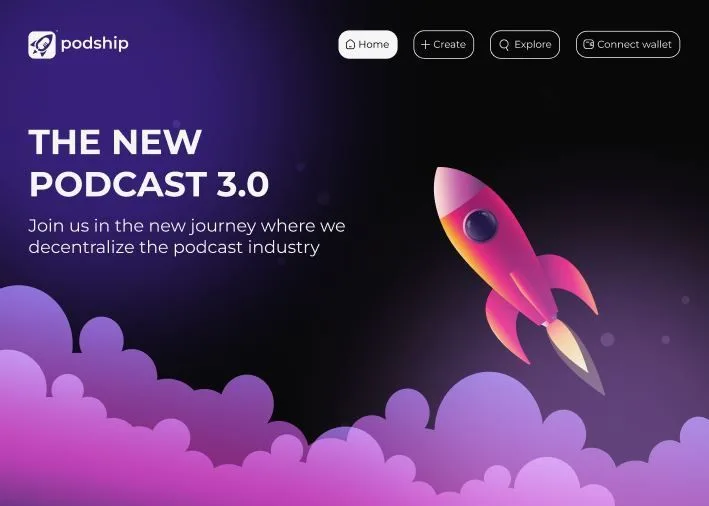 podship
Home
Create
Explore
Connect wallet
THE NEW
PODCAST 3.0
Join us in the new journey where we
decentralize the podcast industry